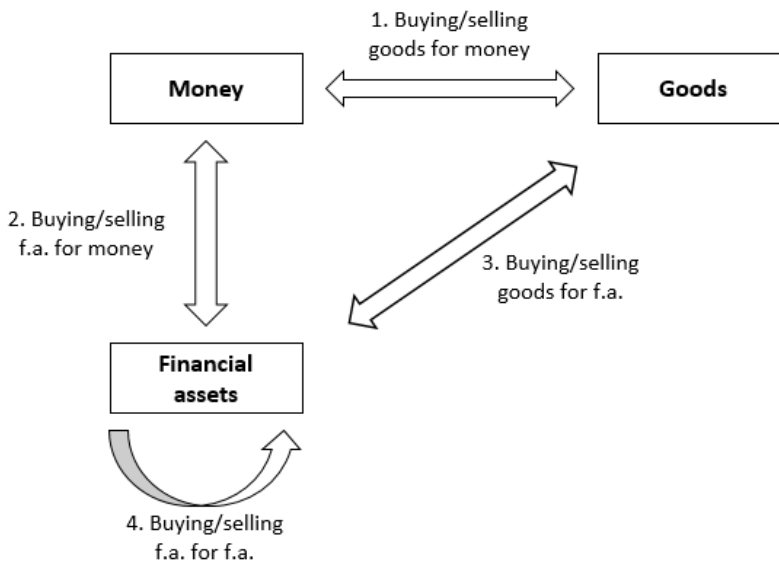 1. Buying/selling
goods for money
Money
Goods
2. Buying/selling
f.a. for money
3. Buying/selling
goods for f.a.
Financial
assets
4. Buying/selling
f.a. for f.a.